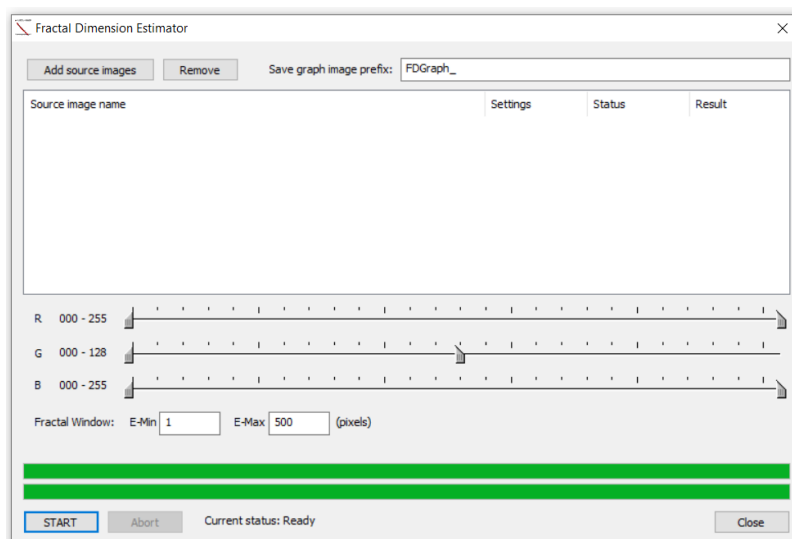 Fractal Dimension Estimator
Add source images Remove Save graph image prefix: FDGraph_
Source image name Settings Status Result
R 000 - 255
G 000 - 128
B 000 - 255
Fractal Window: E-Min 1 E-Max 500 (pixels)
START Abort Current status: Ready Close